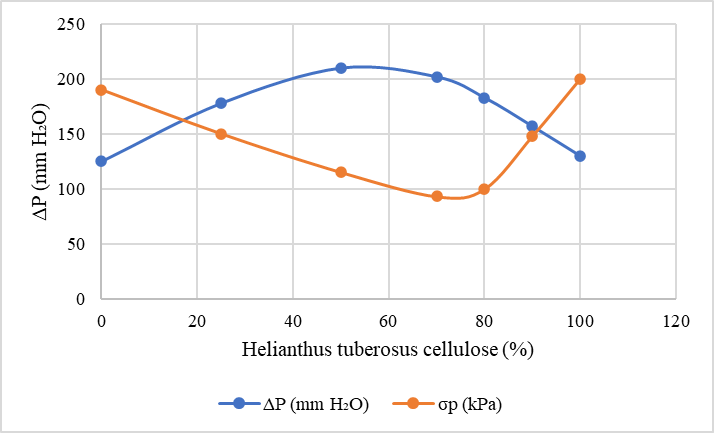 250
200
150
100
50
0
ΔP (mm H₂O)
0 20 40 60 80 100 120
Helianthus tuberosus cellulose (%)
ΔP (mm H₂O) σp (kPa)